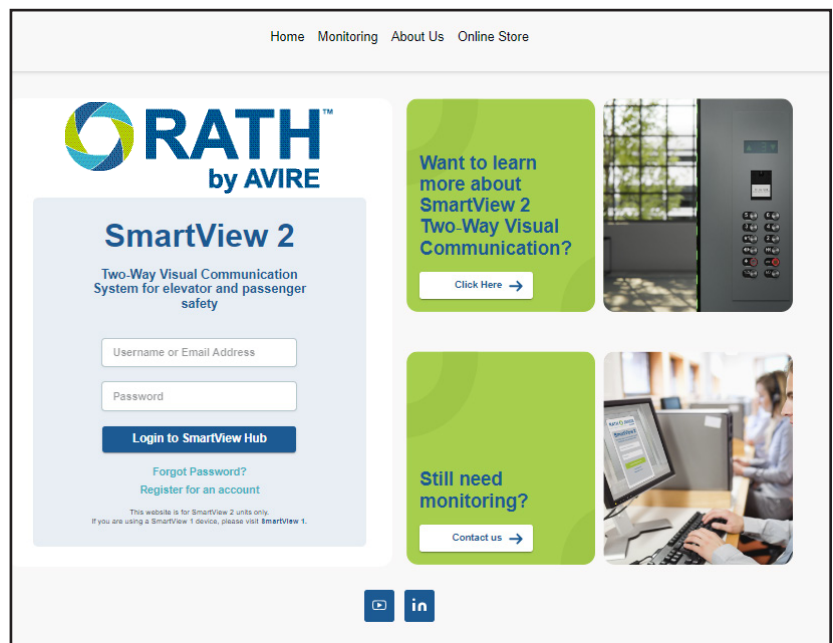 Home Monitoring About Us Online Store
RATH™
by AVIRE
SmartView 2
Two-Way Visual Communication
System for elevator and passenger
safety
Username or Email Address
Password
Login to SmartView Hub
Forgot Password?
Register for an account
This website is for SmartView 2 units only.
If you are using a SmartView 1 device, please visit SmartView 1.
Want to learn
more about
SmartView 2
Two-Way Visual
Communication?
Click Here →
Still need
monitoring?
Contact us →
in